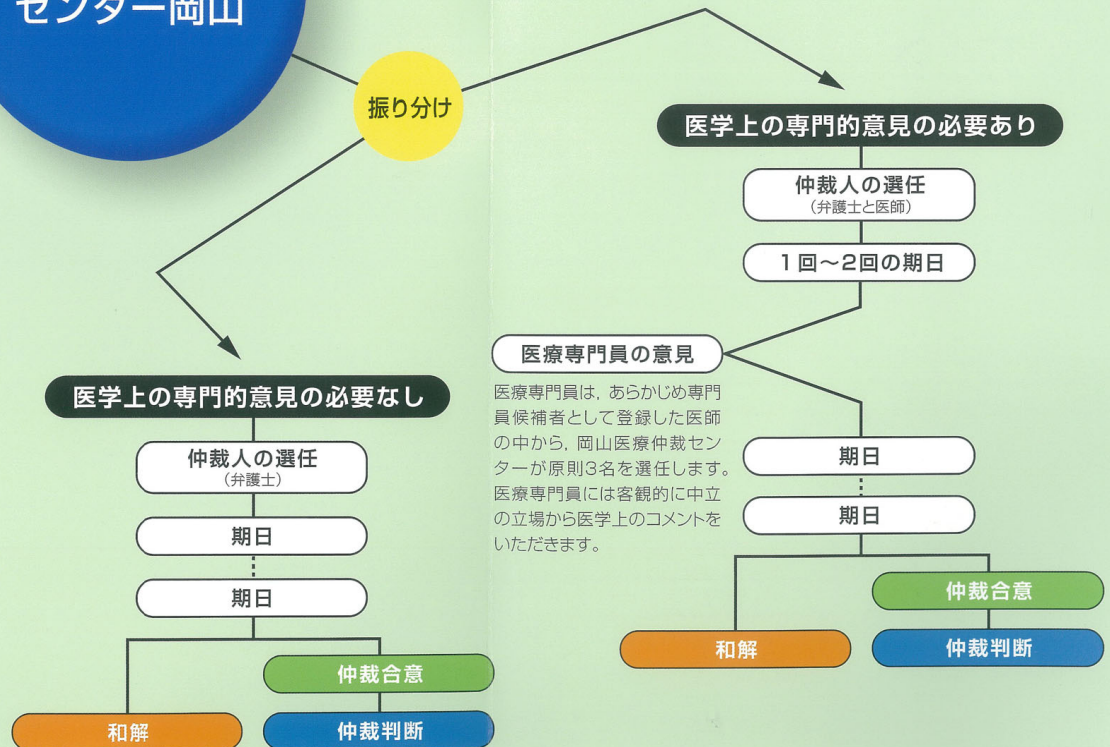 センター岡山
振り分け
医学上の専門的意見の必要あり
仲裁人の選任
（弁護士と医師）
1回～2回の期日
医療専門員の意見
医療専門員は，あらかじめ専門
員候補者として登録した医師
の中から，岡山医療仲裁セン
ターが原則3名を選任します。
医療専門員には客観的に中立
の立場から医学上のコメントを
いただきます。
期日
期日
仲裁合意
和解
仲裁判断
医学上の専門的意見の必要なし
仲裁人の選任
（弁護士）
期日
期日
仲裁合意
和解
仲裁判断